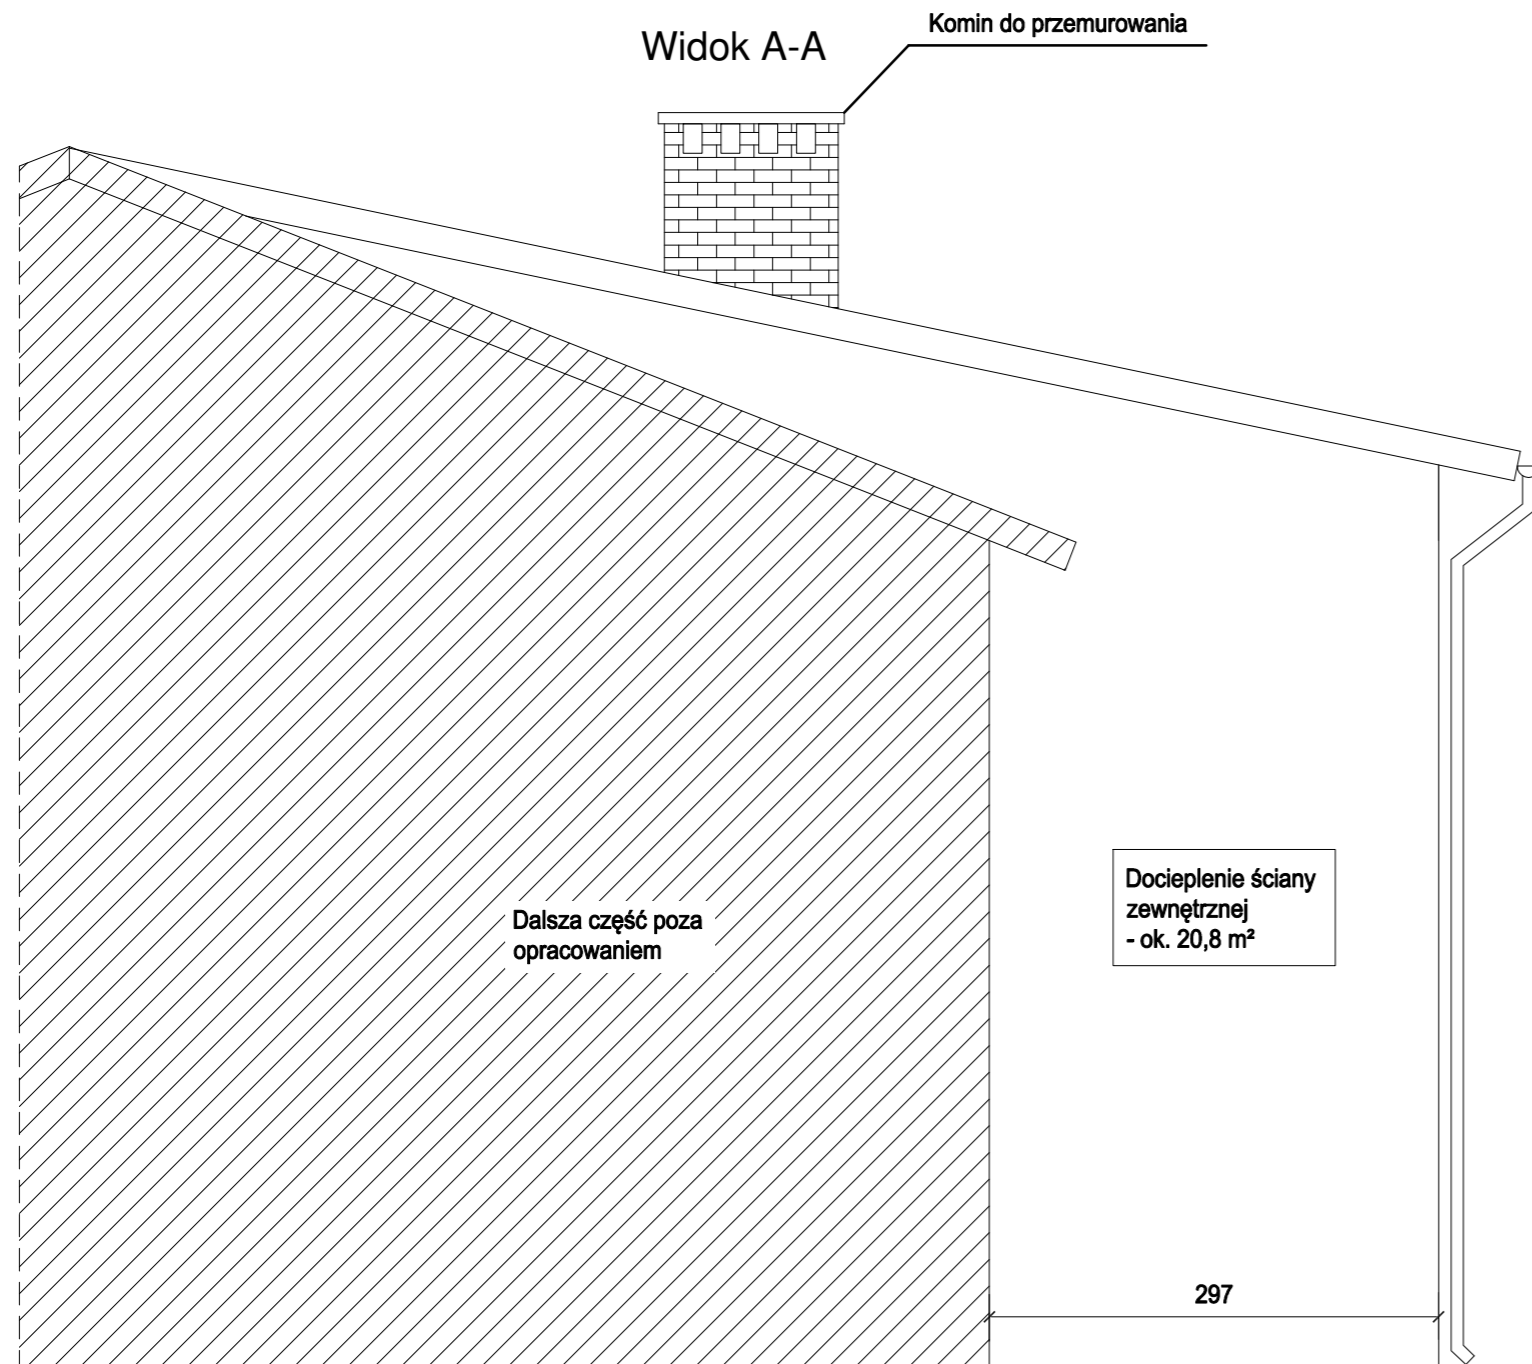 Komin do przemurowania
Widok A-A
Dalsza część poza
opracowaniem
Docieplenie ściany
zewnętrznej
- ok. 20,8 m²
297